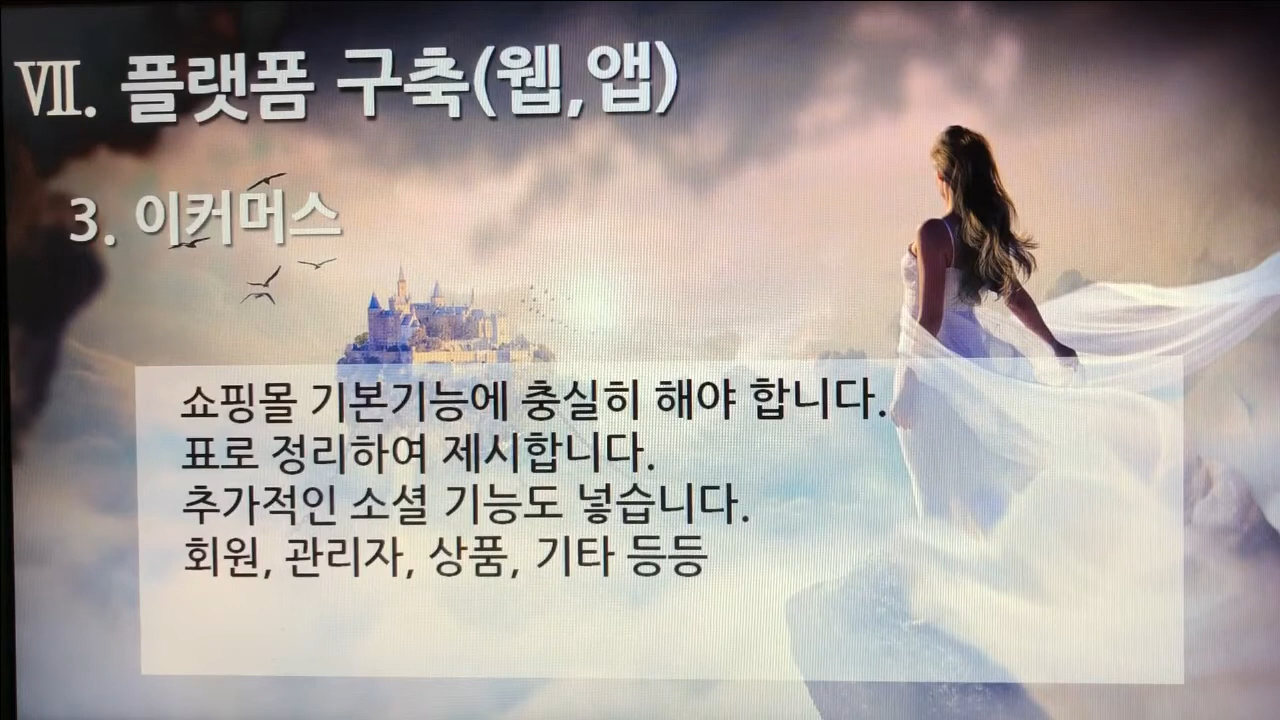 Ⅶ. 플랫폼 구축(웹,앱)
3. 이커머스
쇼핑몰 기본기능에 충실히 해야 합니다.
표로 정리하여 제시합니다.
추가적인 소셜 기능도 넣습니다.
회원, 관리자, 상품, 기타 등등